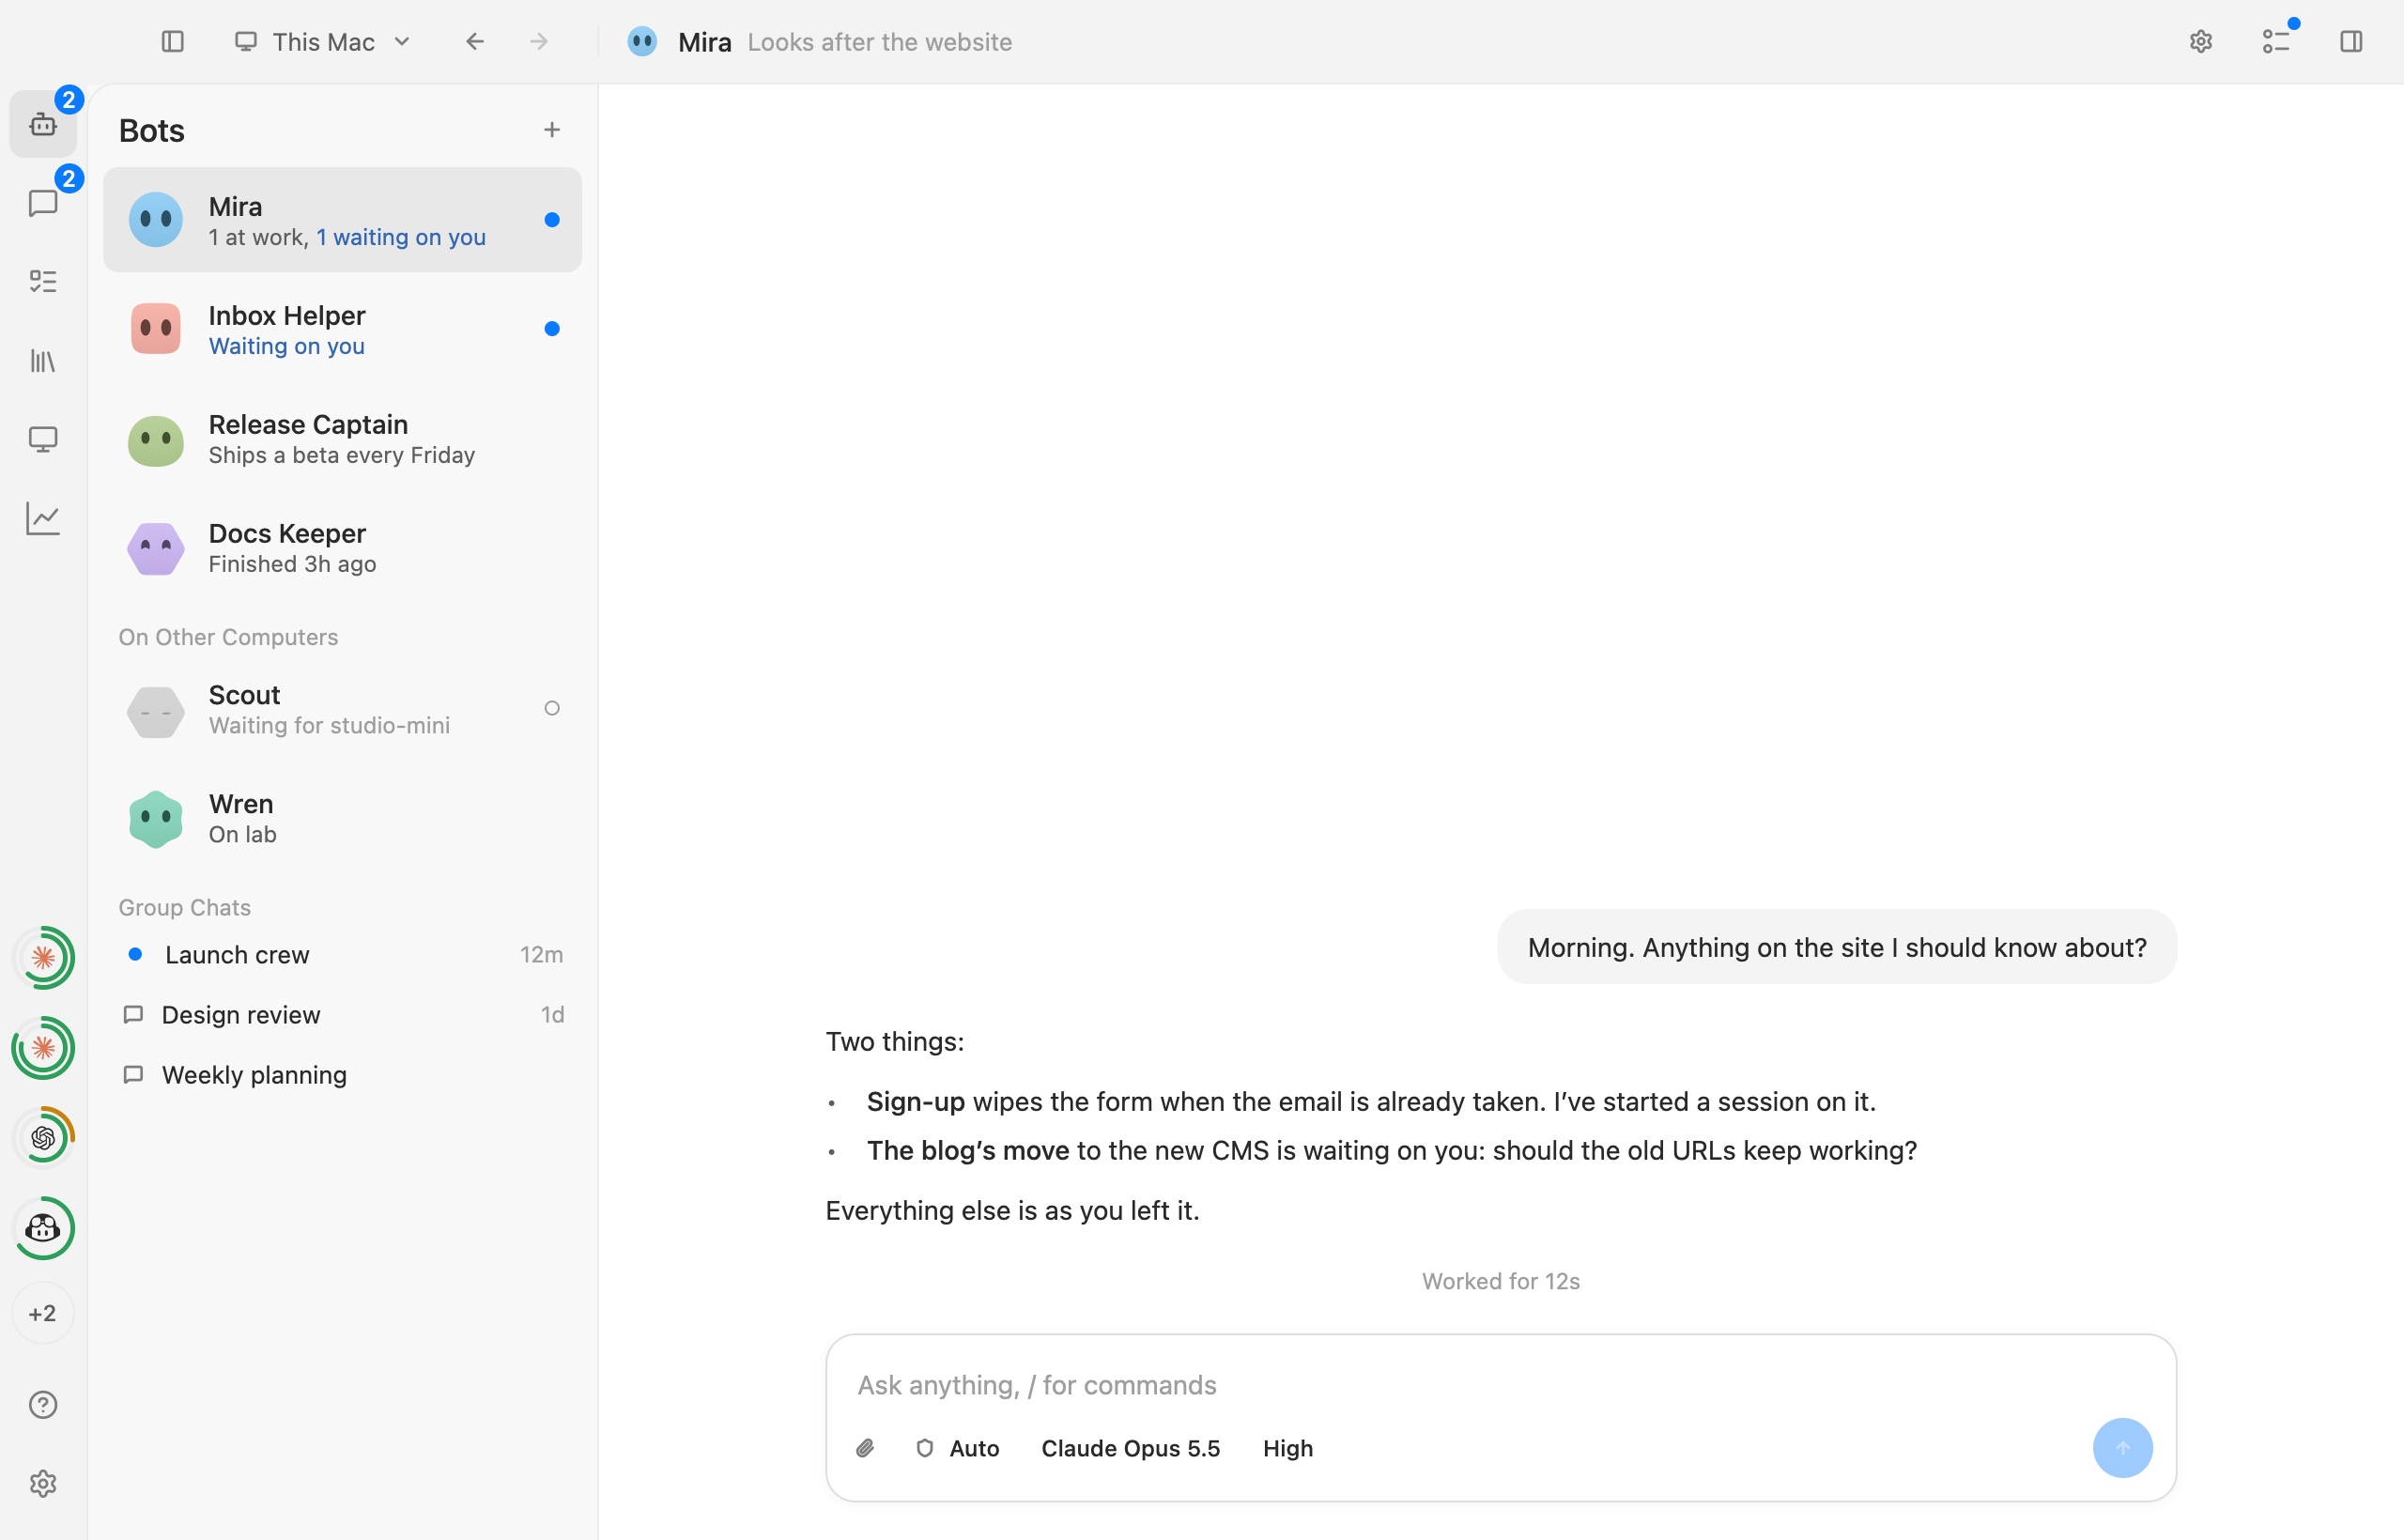 This Mac
Mira Looks after the website
2
2
Bots
Mira
1 at work, 1 waiting on you
Inbox Helper
Waiting on you
Release Captain
Ships a beta every Friday
Docs Keeper
Finished 3h ago
On Other Computers
Scout
Waiting for studio-mini
Wren
On lab
Group Chats
Launch crew 12m
Design review 1d
Weekly planning
+2
Morning. Anything on the site I should know about?
Two things:
• Sign-up wipes the form when the email is already taken. I’ve started a session on it.
• The blog’s move to the new CMS is waiting on you: should the old URLs keep working?
Everything else is as you left it.
Worked for 12s
Ask anything, / for commands
Auto Claude Opus 5.5 High